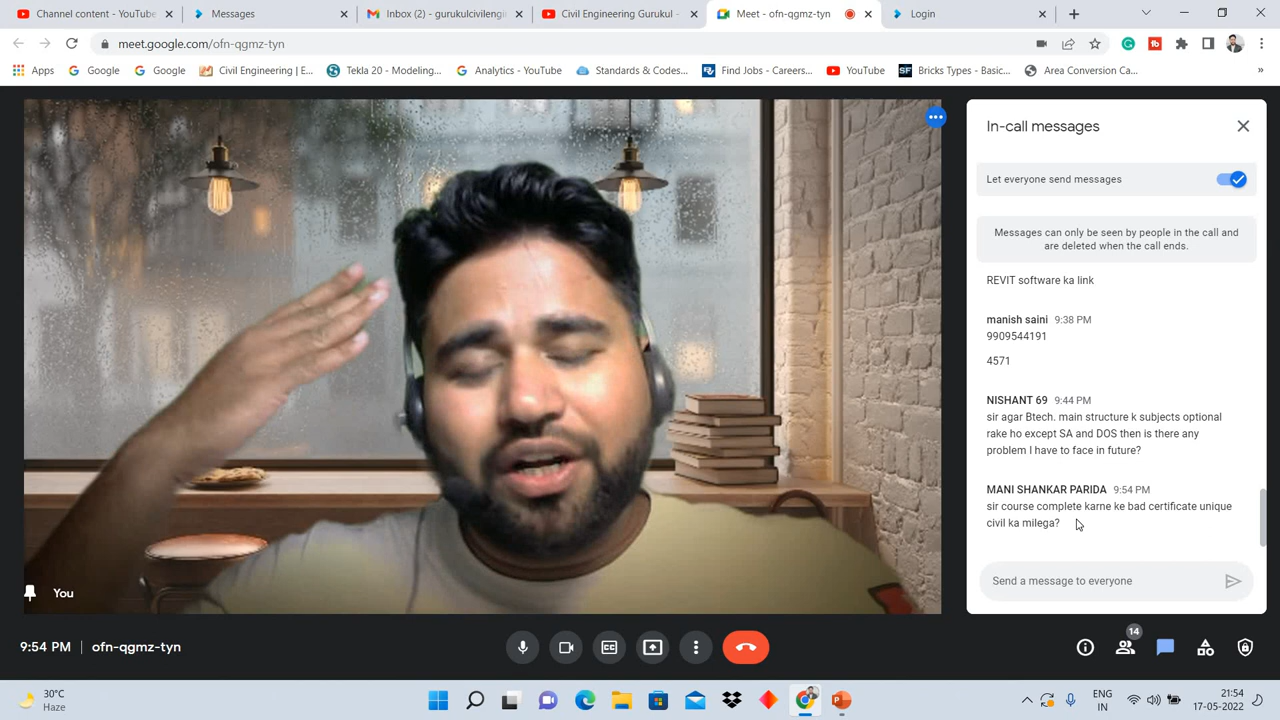 Channel content - YouTube
Messages
Inbox (2) - gurukulcivilengi
Civil Engineering Gurukul -
Meet - ofn-qgmz-tyn
Login
meet.google.com/ofn-qgmz-tyn
Apps
Google
Google
Civil Engineering | E...
Tekla 20 - Modeling...
Analytics - YouTube
Standards & Codes...
Find Jobs - Careers...
YouTube
Bricks Types - Basic...
Area Conversion Ca...
In-call messages
Let everyone send messages
Messages can only be seen by people in the call and
are deleted when the call ends.
REVIT software ka link
manish saini 9:38 PM
9909544191
4571
NISHANT 69 9:44 PM
sir agar Btech. main structure k subjects optional
rake ho except SA and DOS then is there any
problem I have to face in future?
MANI SHANKAR PARIDA 9:54 PM
sir course complete karne ke bad certificate unique
civil ka milega?
Send a message to everyone
You
9:54 PM | ofn-qgmz-tyn
14
30°C
Haze
ENG
IN
21:54
17-05-2022